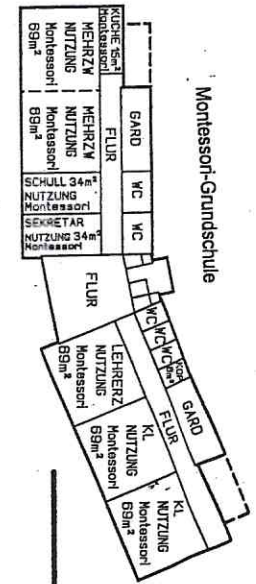 Montessori-Grundschule
KÜCHE 15m²
Montessori
MEHRZW
NUTZUNG
Montessori
69m²
MEHRZW
NUTZUNG
Montessori
69m²
GARD
FLUR
WC
WC
SCHULL 34m²
NUTZUNG
Montessori
SEKRETAR
NUTZUNG 34m²
Montessori
FLUR
WC
WC
WC
GARD
FLUR
LEHRERZ
NUTZUNG
Montessori
69m²
KL
NUTZUNG
Montessori
69m²
KL
NUTZUNG
Montessori
69m²